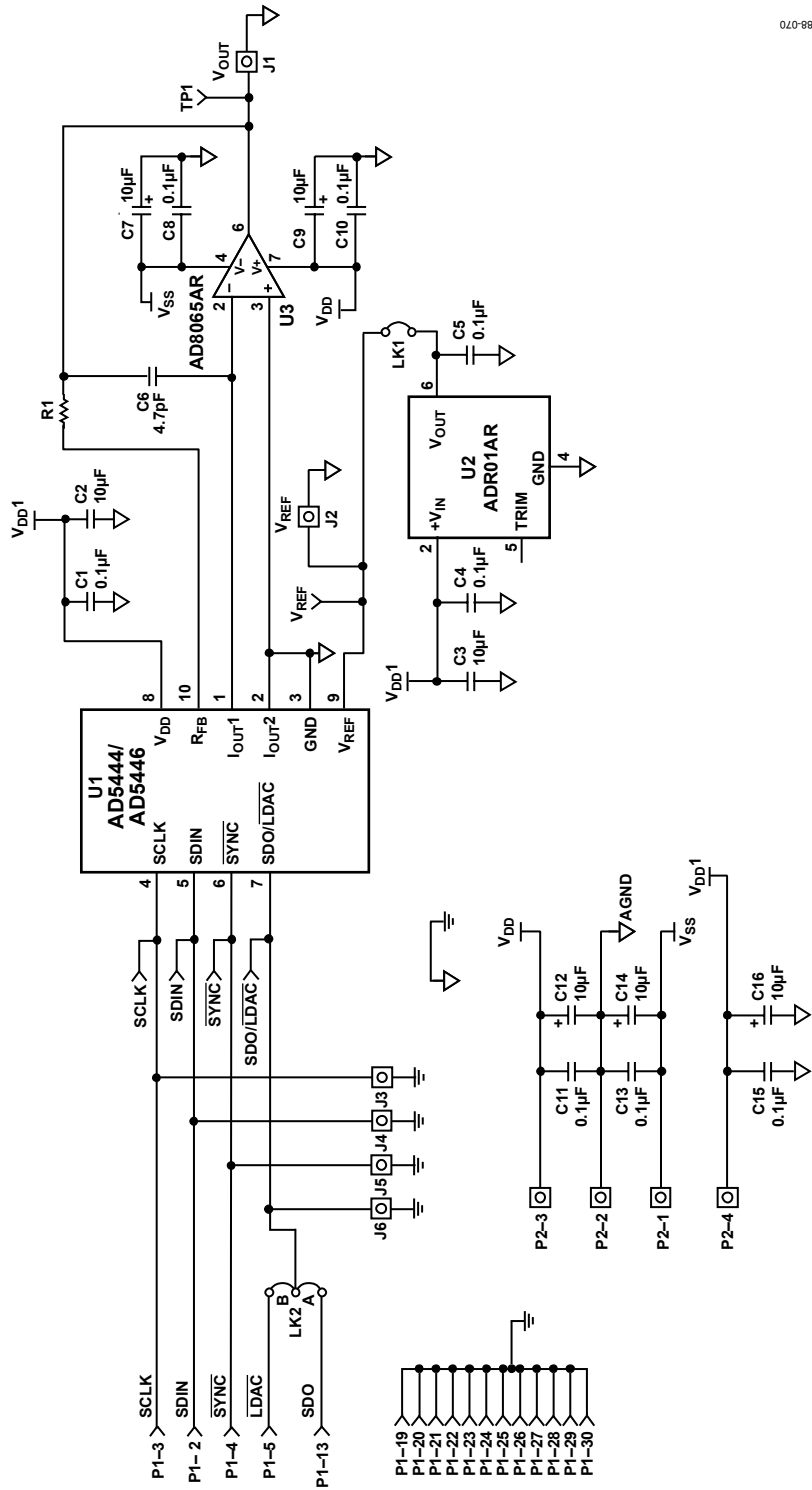 88-070
P1–3
SCLK
P1–2
SDIN
P1–4
SYNC
P1–5
LDAC
P1–13
SDO
LK2
B
A
J6
J5
J4
J3
SCLK
SDIN
SYNC
SDO/LDAC
4
5
6
7
U1
AD5444/
AD5446
SCLK
SDIN
SYNC
SDO/LDAC
VDD
RFB
IOUT1
IOUT2
GND
VREF
8
10
1
2
3
9
VDD1
C1
0.1µF
C2
10µF
R1
C6
4.7pF
VREF
VREF
J2
AD8065AR
U3
2
3
4
7
6
–
+
V–
V+
VSS
C7
10µF
+
C8
0.1µF
VDD
C9
10µF
+
C10
0.1µF
TP1
VOUT
J1
LK1
C5
0.1µF
VDD1
C3
10µF
C4
0.1µF
2
5
6
4
U2
ADR01AR
+VIN
TRIM
VOUT
GND
P1–19
P1–20
P1–21
P1–22
P1–23
P1–24
P1–25
P1–26
P1–27
P1–28
P1–29
P1–30
P2–3
P2–2
P2–1
P2–4
C11
0.1µF
C12
10µF
+
C13
0.1µF
C14
10µF
+
VDD
AGND
VSS
C15
0.1µF
C16
10µF
+
VDD1